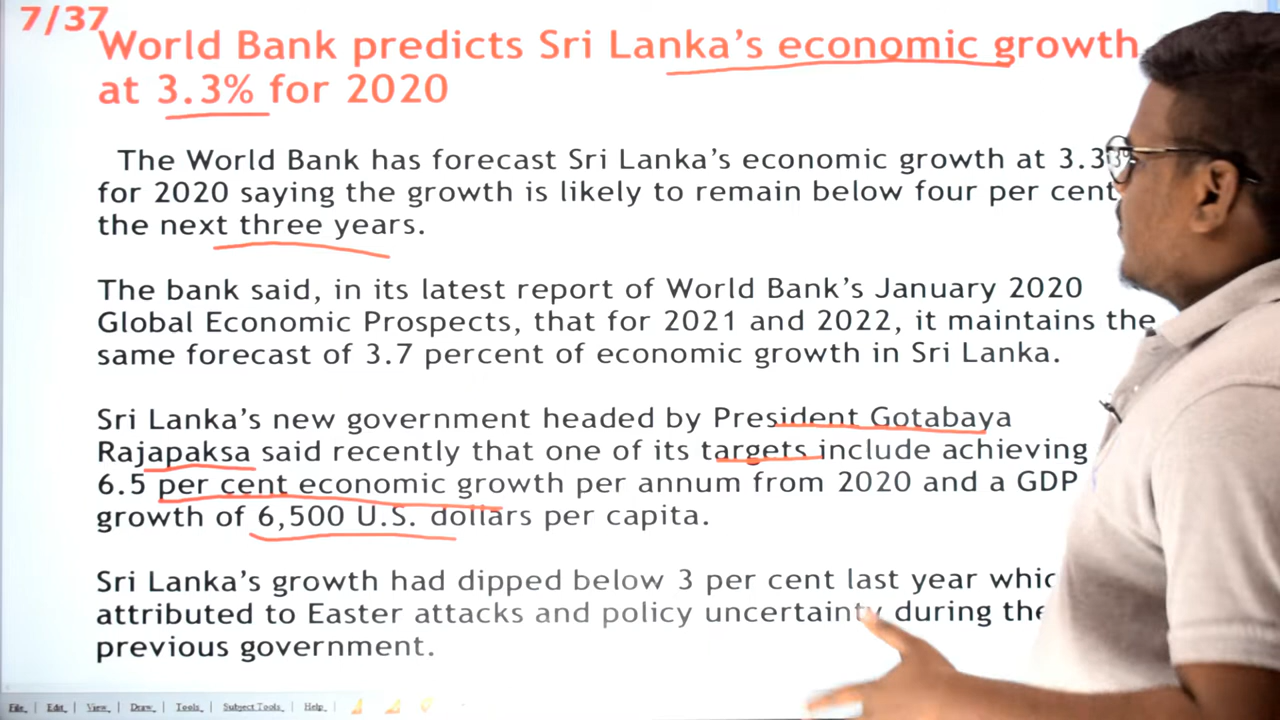 7/37
World Bank predicts Sri Lanka's economic growth
at 3.3% for 2020
The World Bank has forecast Sri Lanka's economic growth at
for 2020 saying the growth is likely to remain below four per cent
the next three years.
The bank said, in its latest report of World Bank's January 2020
Global Economic Prospects, that for 2021 and 2022, it maintains the
same forecast of 3.7 percent of economic growth in Sri Lanka.
Sri Lanka's new government headed by President Gotabaya
Rajapaksa said recently that one of its targets include achieving
6.5 per cent economic growth per annum from 2020 and a GDP
growth of 6,500 U.S. dollars per capita.
Sri Lanka's growth had dipped below 3 per cent last year
attributed to Easter attacks and policy uncertainty during the
previous government.
File, | Edit, | View, | Draw, | Tools, | Subject Tools, | Help, |